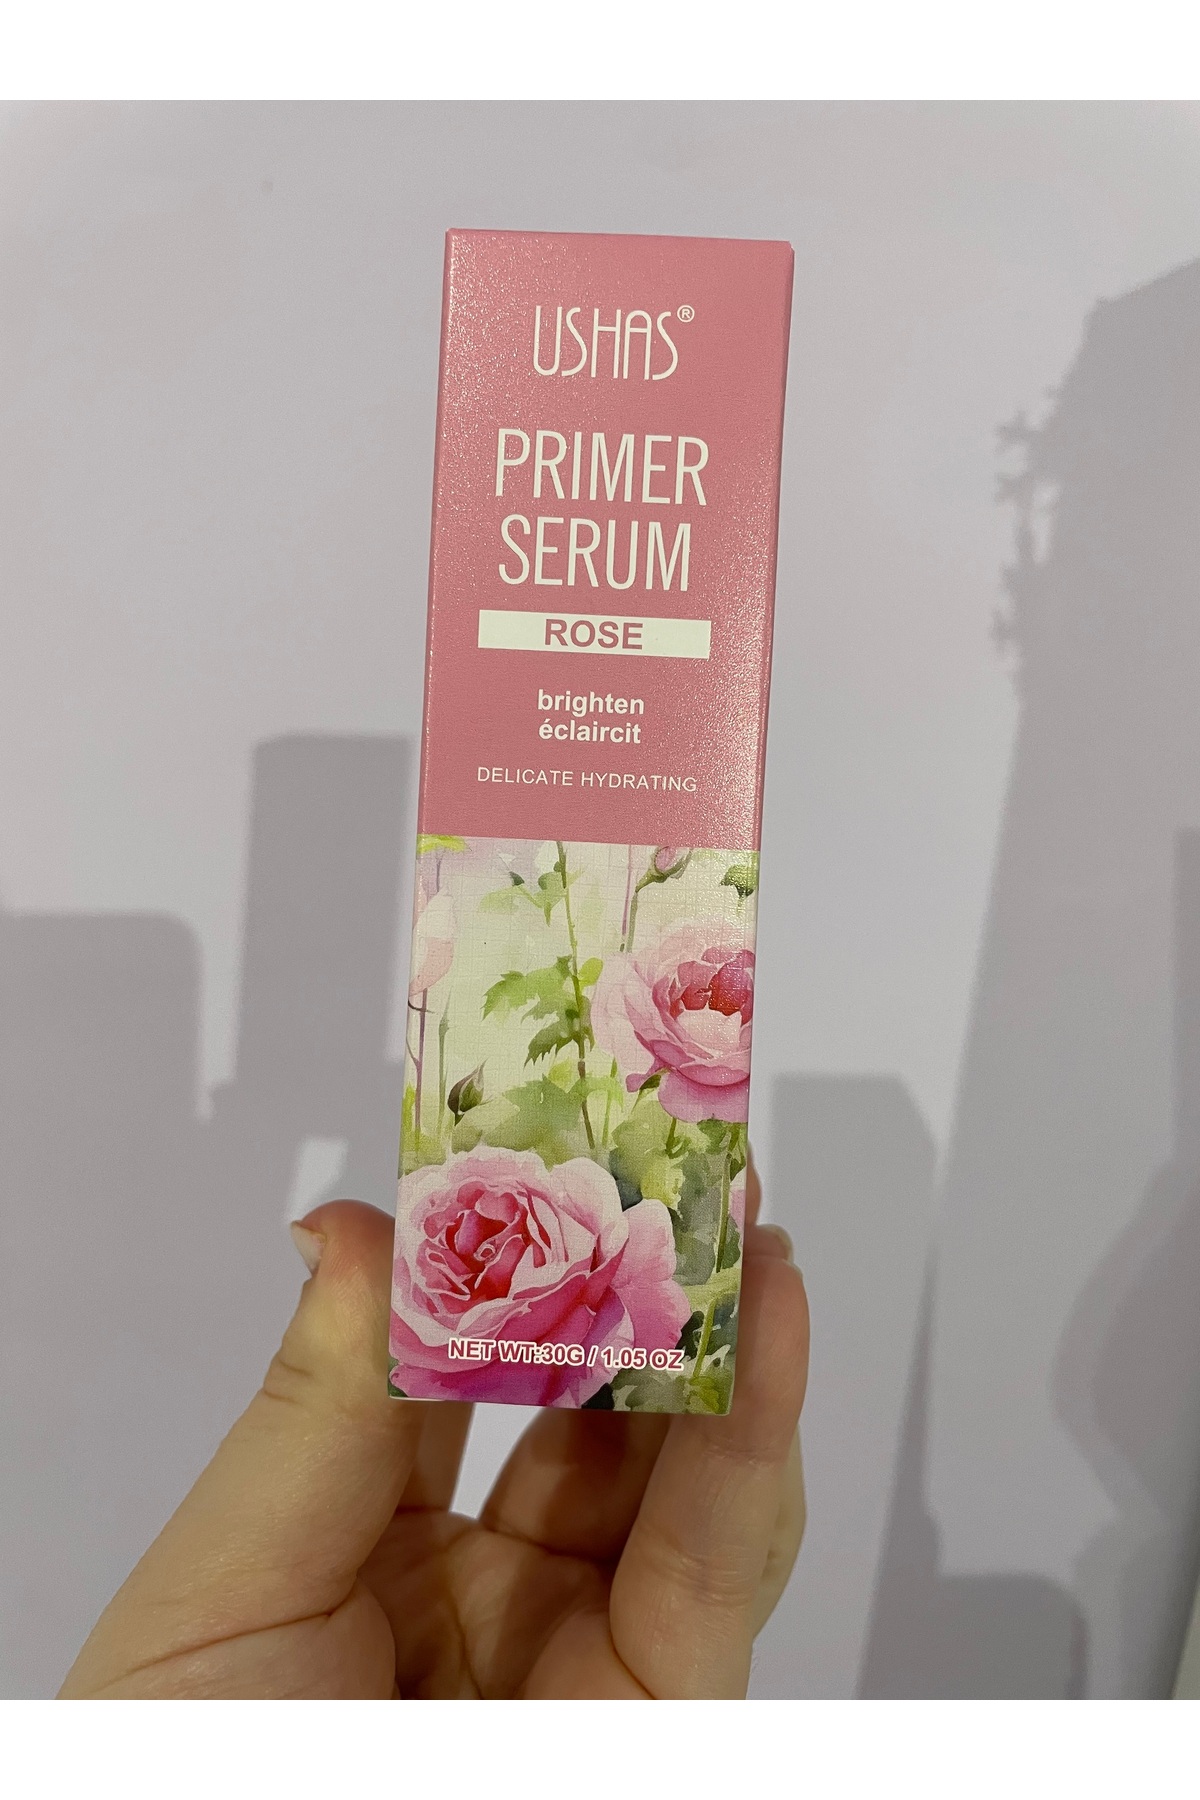 USHAS®
PRIMER
SERUM
ROSE
brighten
éclaircit
DELICATE HYDRATING
NET WT:30G / 1.05 OZ